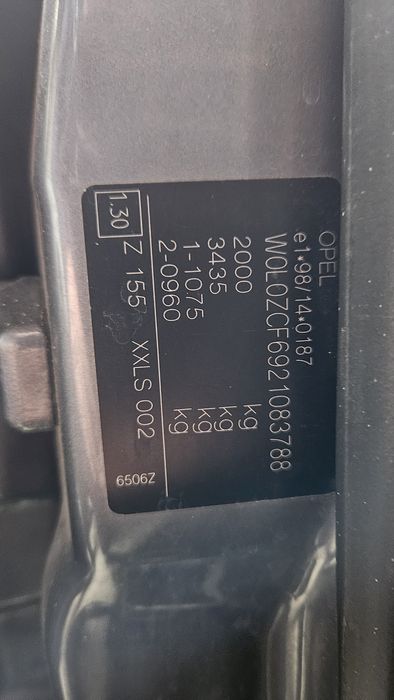 OPEL
e1*98/14*0187
W0L0ZCF6921083788
2000 kg
3435 kg
1-1075 kg
2-0960 kg
1.30 Z 155 XXLS 002
6506Z